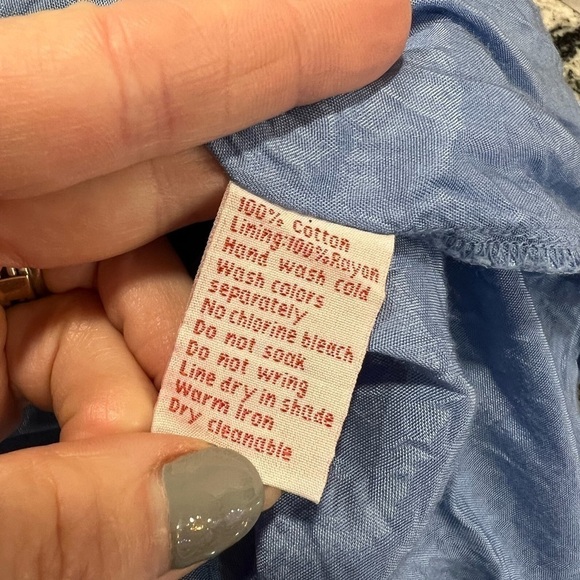 100% Cotton
Lining:100%Rayon
Hand wash cold
Wash colors
separately
No chlorine bleach
Do not soak
Do not wring
Line dry in shade
Warm iron
Dry cleanable